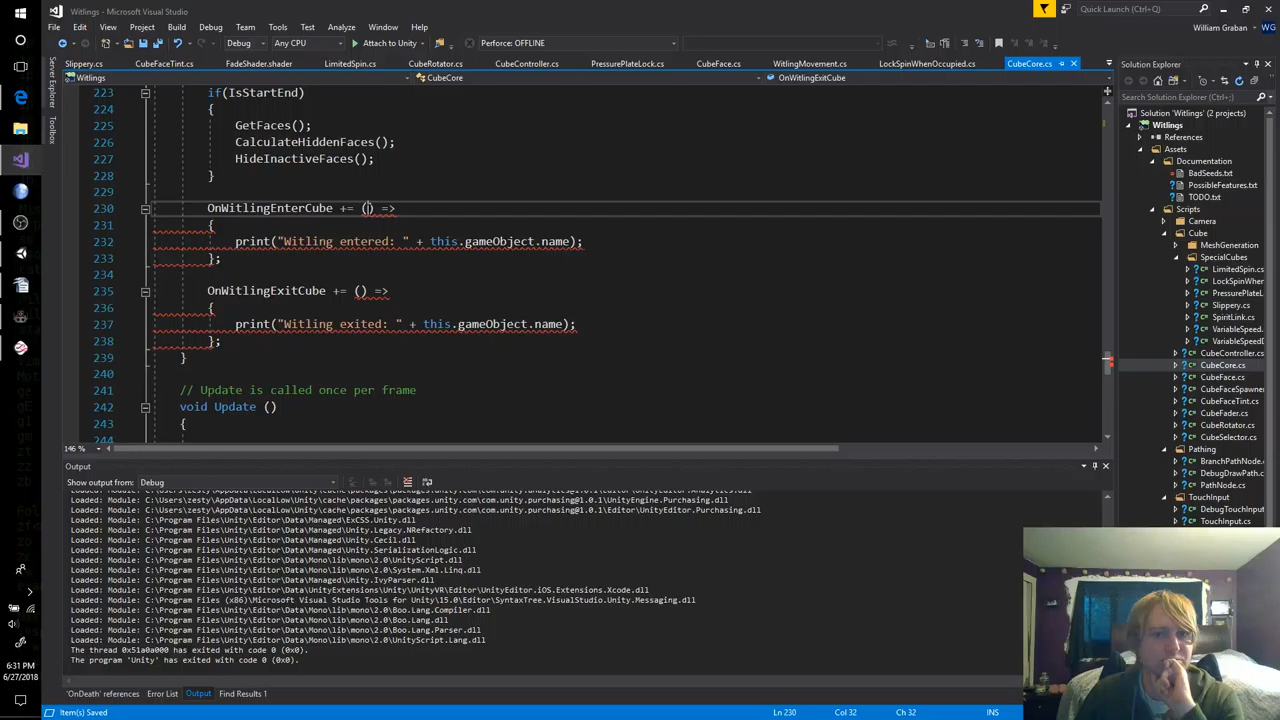 Witlings - Microsoft Visual Studio
Quick Launch (Ctrl+;)
File Edit View Project Build Debug Team Tools Test Analyze Window Help
William Graban WG
Debug Any CPU Attach to Unity Perforce: OFFLINE
Slippery.cs CubeFaceTint.cs FadeShader.shader LimitedSpin.cs CubeRotator.cs CubeController.cs PressurePlateLock.cs CubeFace.cs WitlingMovement.cs LockSpinWhenOccupied.cs CubeCore.cs
Witlings CubeCore OnWitlingExitCube
Server Explorer
Toolbox
223 if(IsStartEnd)
224 {
225 GetFaces();
226 CalculateHiddenFaces();
227 HideInactiveFaces();
228 }
229
230 OnWitlingEnterCube += () =>
231 {
232 print("Witling entered: " + this.gameObject.name);
233 };
234
235 OnWitlingExitCube += () =>
236 {
237 print("Witling exited: " + this.gameObject.name);
238 };
239 }
240
241 // Update is called once per frame
242 void Update ()
243 {
244
146 %
Solution Explorer
Search Solution Explorer (Ctrl+;)
Solution 'Witlings' (2 projects)
Witlings
References
Assets
Documentation
BadSeeds.txt
PossibleFeatures.txt
TODO.txt
Scripts
Camera
Cube
MeshGeneration
SpecialCubes
LimitedSpin.cs
LockSpinWher
PressurePlateL
Slippery.cs
SpiritLink.cs
VariableSpeed.
VariableSpeedD
CubeController.cs
CubeCore.cs
CubeFace.cs
CubeFaceSpawne
CubeFaceTint.cs
CubeFader.cs
CubeRotator.cs
CubeSelector.cs
Pathing
BranchPathNode.c
DebugDrawPath.c
PathNode.cs
TouchInput
DebugTouchInput
TouchInput.cs
Output
Show output from: Debug
Loaded: Module: C:\Users\zesty\AppData\LocalLow\Unity\cache\packages\packages.unity.com\com.unity.purchasing@1.0.1\UnityEngine.Purchasing.dll
Loaded: Module: C:\Users\zesty\AppData\LocalLow\Unity\cache\packages\packages.unity.com\com.unity.purchasing@1.0.1\Editor\UnityEditor.Purchasing.dll
Loaded: Module: C:\Program Files\Unity\Editor\Data\Managed\ExCSS.Unity.dll
Loaded: Module: C:\Program Files\Unity\Editor\Data\Managed\Unity.Legacy.NRefactory.dll
Loaded: Module: C:\Program Files\Unity\Editor\Data\Managed\Unity.Cecil.dll
Loaded: Module: C:\Program Files\Unity\Editor\Data\Managed\Unity.SerializationLogic.dll
Loaded: Module: C:\Program Files\Unity\Editor\Data\Mono\lib\mono\2.0\UnityScript.dll
Loaded: Module: C:\Program Files\Unity\Editor\Data\Mono\lib\mono\2.0\System.Xml.Linq.dll
Loaded: Module: C:\Program Files\Unity\Editor\Data\Managed\Unity.IvyParser.dll
Loaded: Module: C:\Program Files\Unity\Editor\Data\UnityExtensions\Unity\UnityVR\Editor\UnityEditor.iOS.Extensions.Xcode.dll
Loaded: Module: C:\Program Files (x86)\Microsoft Visual Studio Tools for Unity\15.0\Editor\SyntaxTree.VisualStudio.Unity.Messaging.dll
Loaded: Module: C:\Program Files\Unity\Editor\Data\Mono\lib\mono\2.0\Boo.Lang.Compiler.dll
Loaded: Module: C:\Program Files\Unity\Editor\Data\Mono\lib\mono\2.0\Boo.Lang.dll
Loaded: Module: C:\Program Files\Unity\Editor\Data\Mono\lib\mono\2.0\Boo.Lang.Parser.dll
Loaded: Module: C:\Program Files\Unity\Editor\Data\Mono\lib\mono\2.0\UnityScript.Lang.dll
The thread 0x51a0a000 has exited with code 0 (0x0).
The program 'Unity' has exited with code 0 (0x0).
'OnDeath' references Error List Output Find Results 1
Item(s) Saved Ln 230 Col 32 Ch 32 INS
6:31 PM
6/27/2018